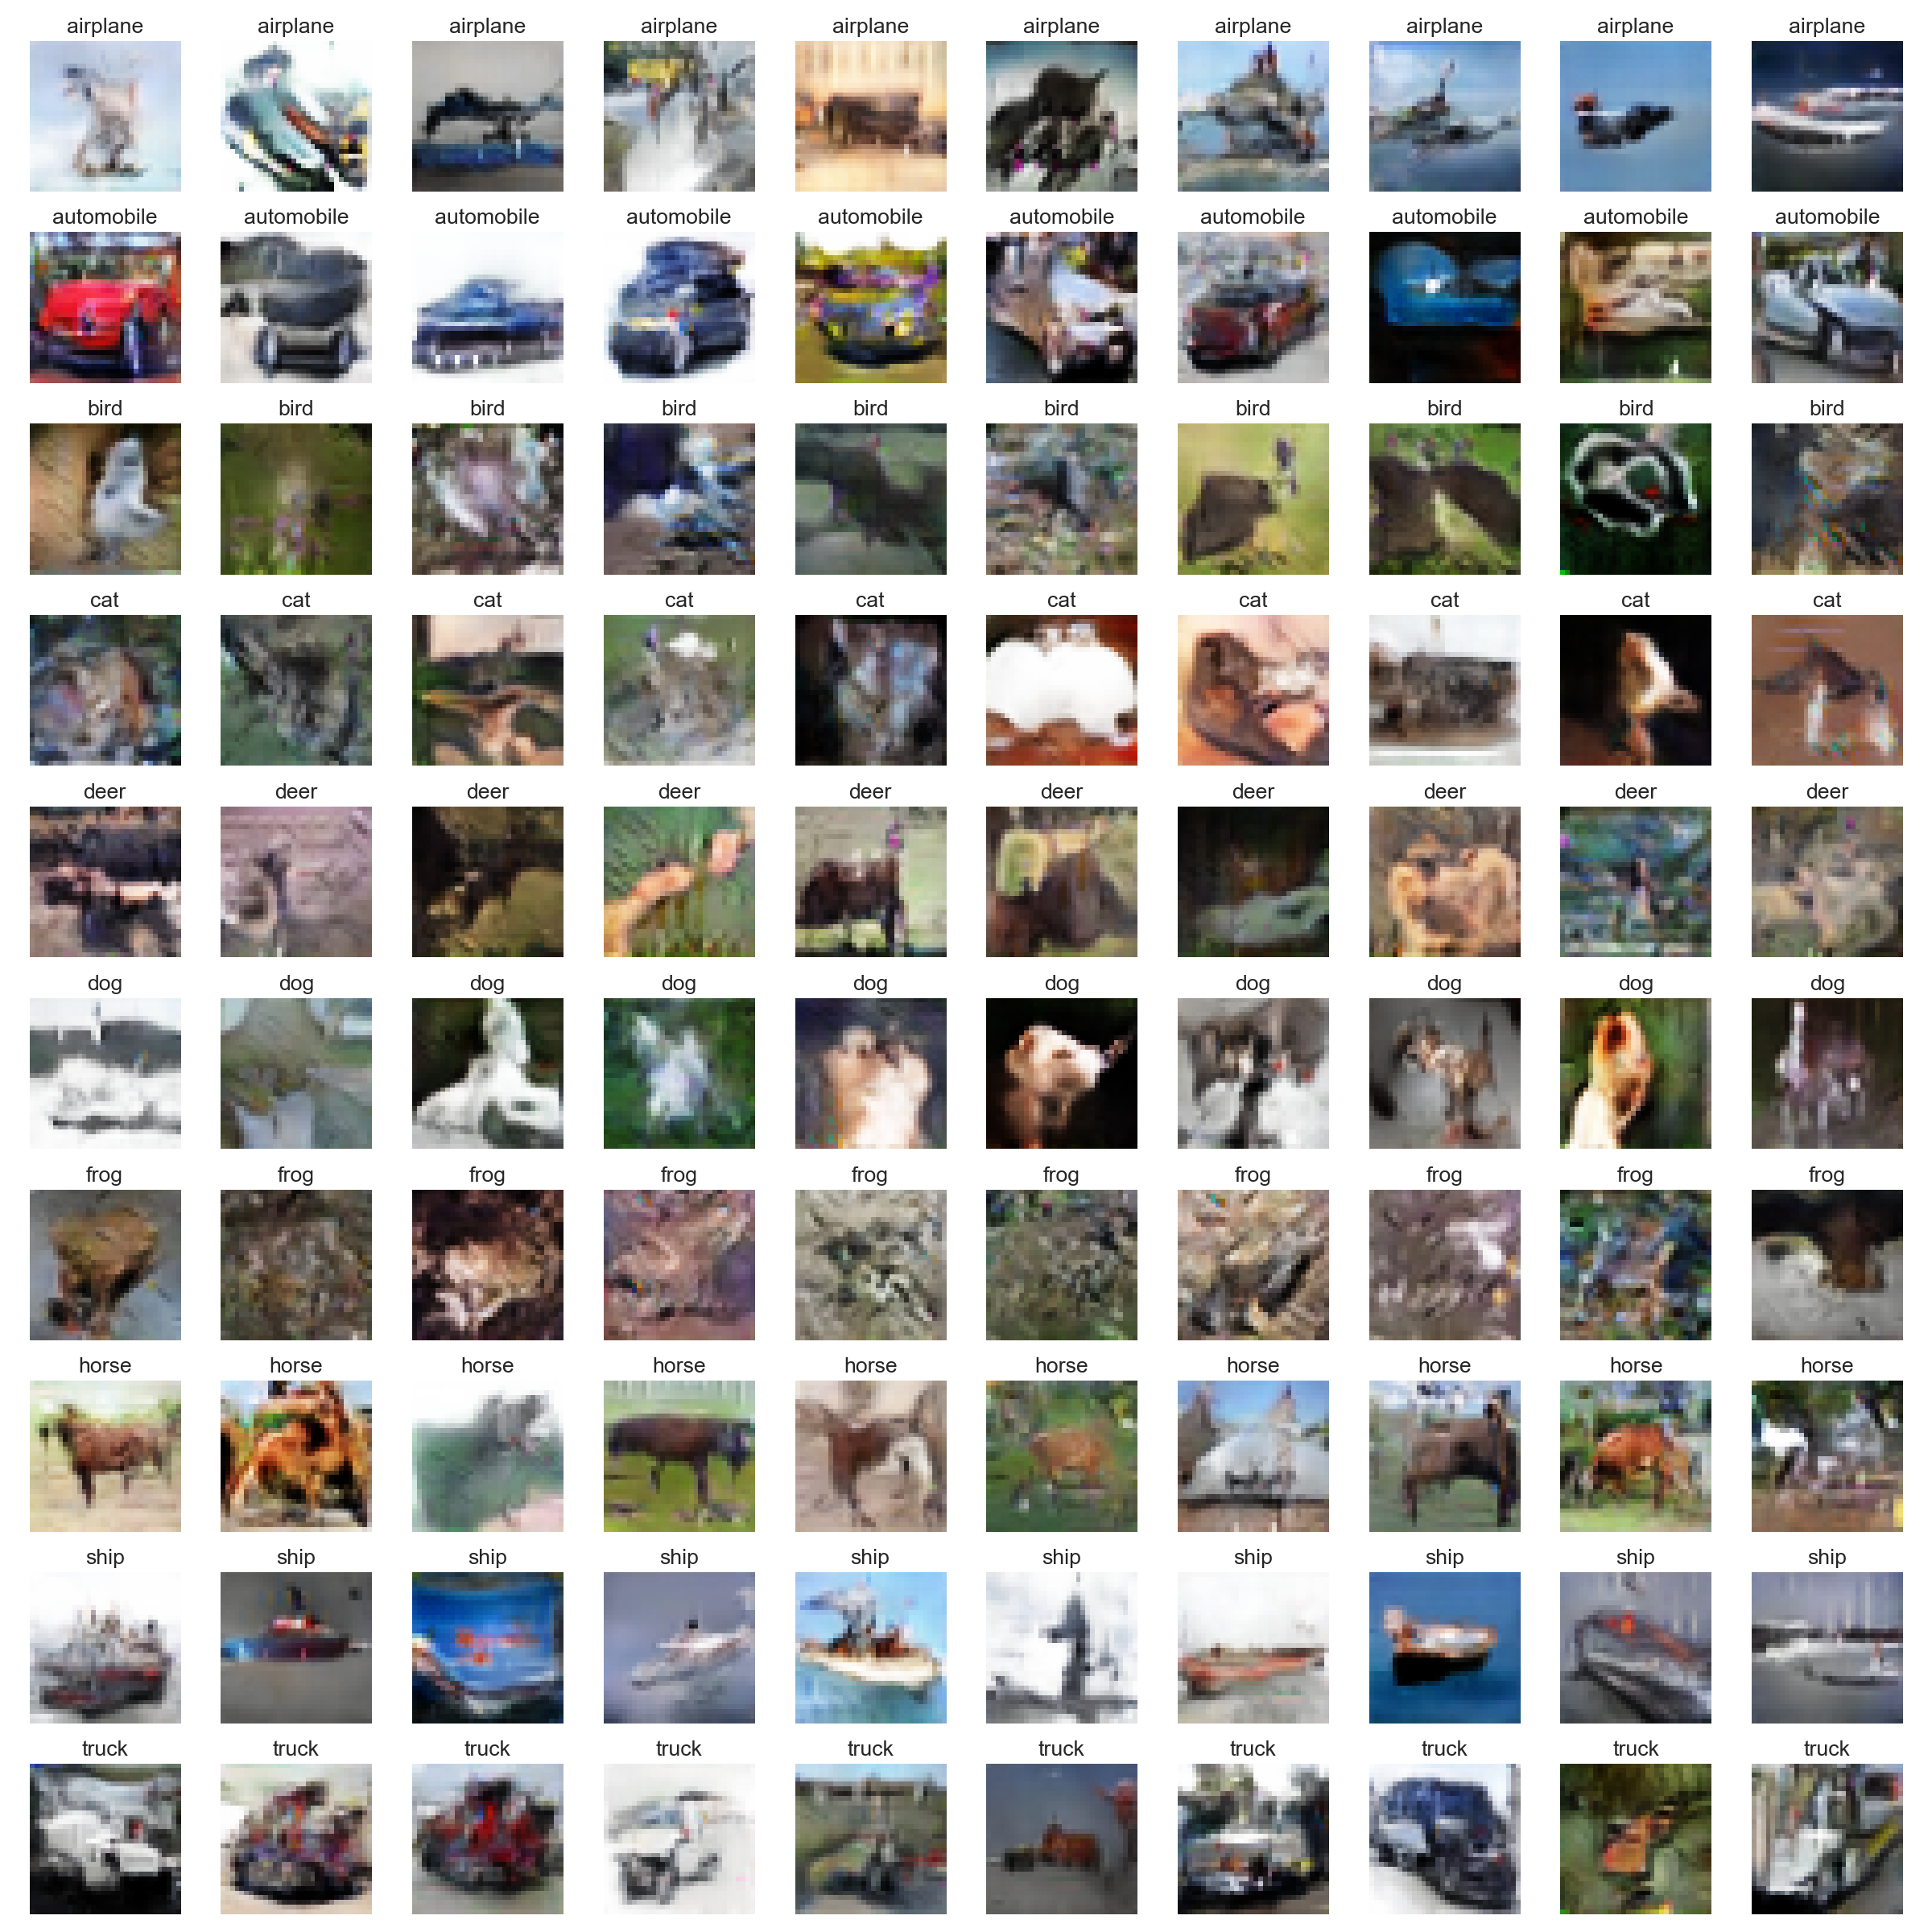 airplane airplane airplane airplane airplane airplane airplane airplane airplane airplane
automobile automobile automobile automobile automobile automobile automobile automobile automobile automobile
bird bird bird bird bird bird bird bird bird bird
cat cat cat cat cat cat cat cat cat cat
deer deer deer deer deer deer deer deer deer deer
dog dog dog dog dog dog dog dog dog dog
frog frog frog frog frog frog frog frog frog frog
horse horse horse horse horse horse horse horse horse horse
ship ship ship ship ship ship ship ship ship ship
truck truck truck truck truck truck truck truck truck truck